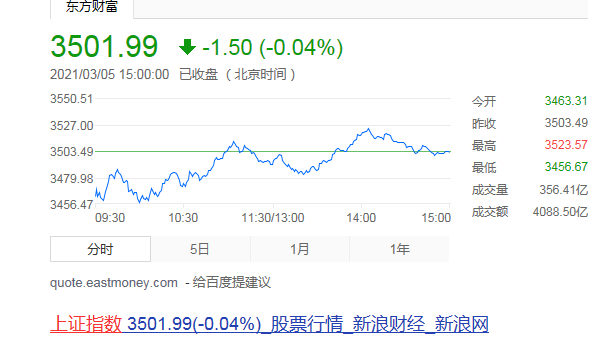 东方财富
3501.99 -1.50 (-0.04%)
2021/03/05 15:00:00 已收盘 (北京时间)
3550.51
3527.00
3503.49
3479.98
3456.47
09:30 10:30 11:30/13:00 14:00 15:00
今开 3463.31
昨收 3503.49
最高 3523.57
最低 3456.67
成交量 356.41亿
成交额 4088.50亿
分时 5日 1月 1年
quote.eastmoney.com - 给百度提建议
上证指数 3501.99(-0.04%)_股票行情_新浪财经_新浪网